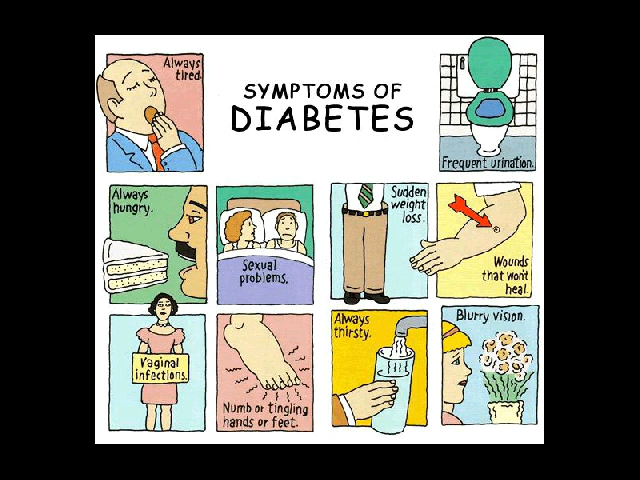 SYMPTOMS OF
DIABETES
Always
tired.
Frequent urination.
Always
hungry.
Sexual
problems.
Sudden
weight
loss.
Wounds
that won't
heal.
Vaginal
infections.
Numb or tingling
hands or feet.
Always
thirsty.
Blurry vision.